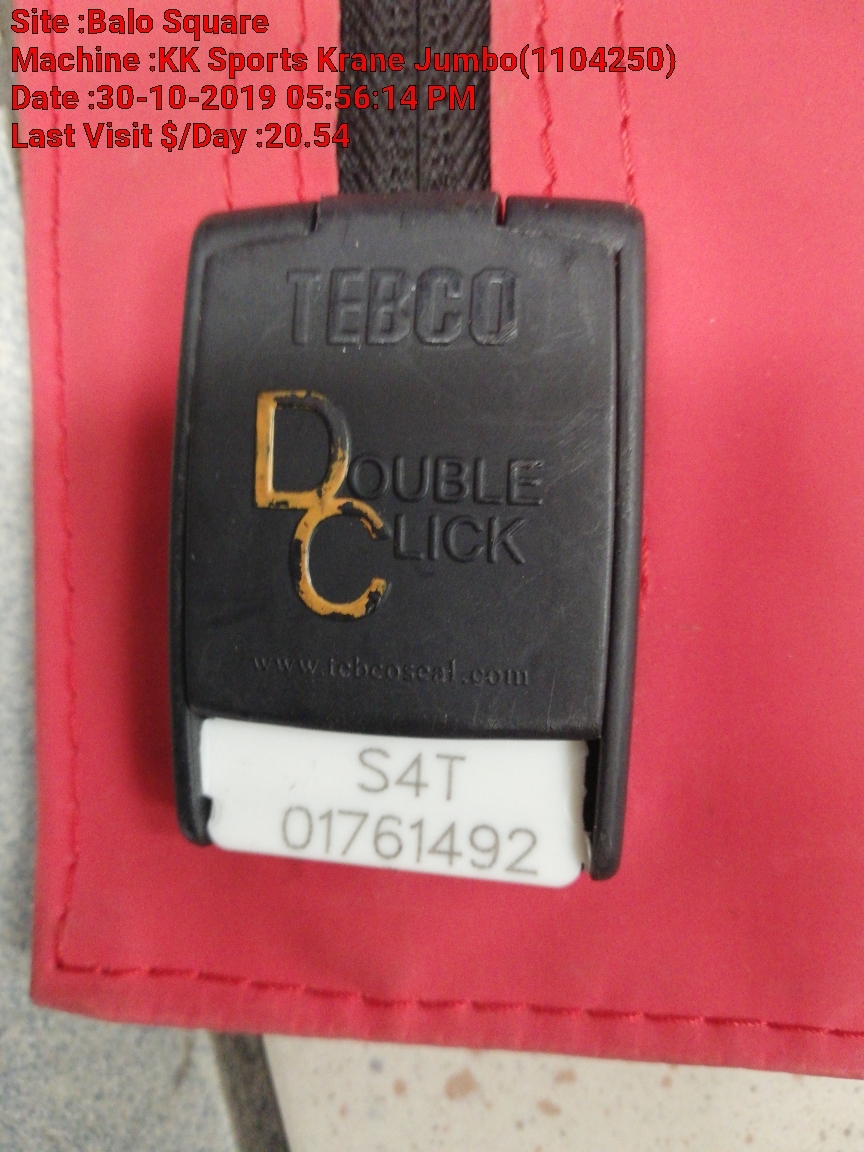 Site :Balo Square
Machine :KK Sports Krane Jumbo(1104250)
Date :30-10-2019 05:56:14 PM
Last Visit $/Day :20.54
TEBCO
DOUBLE
CLICK
www.tebcoseal.com
S4T
01761492